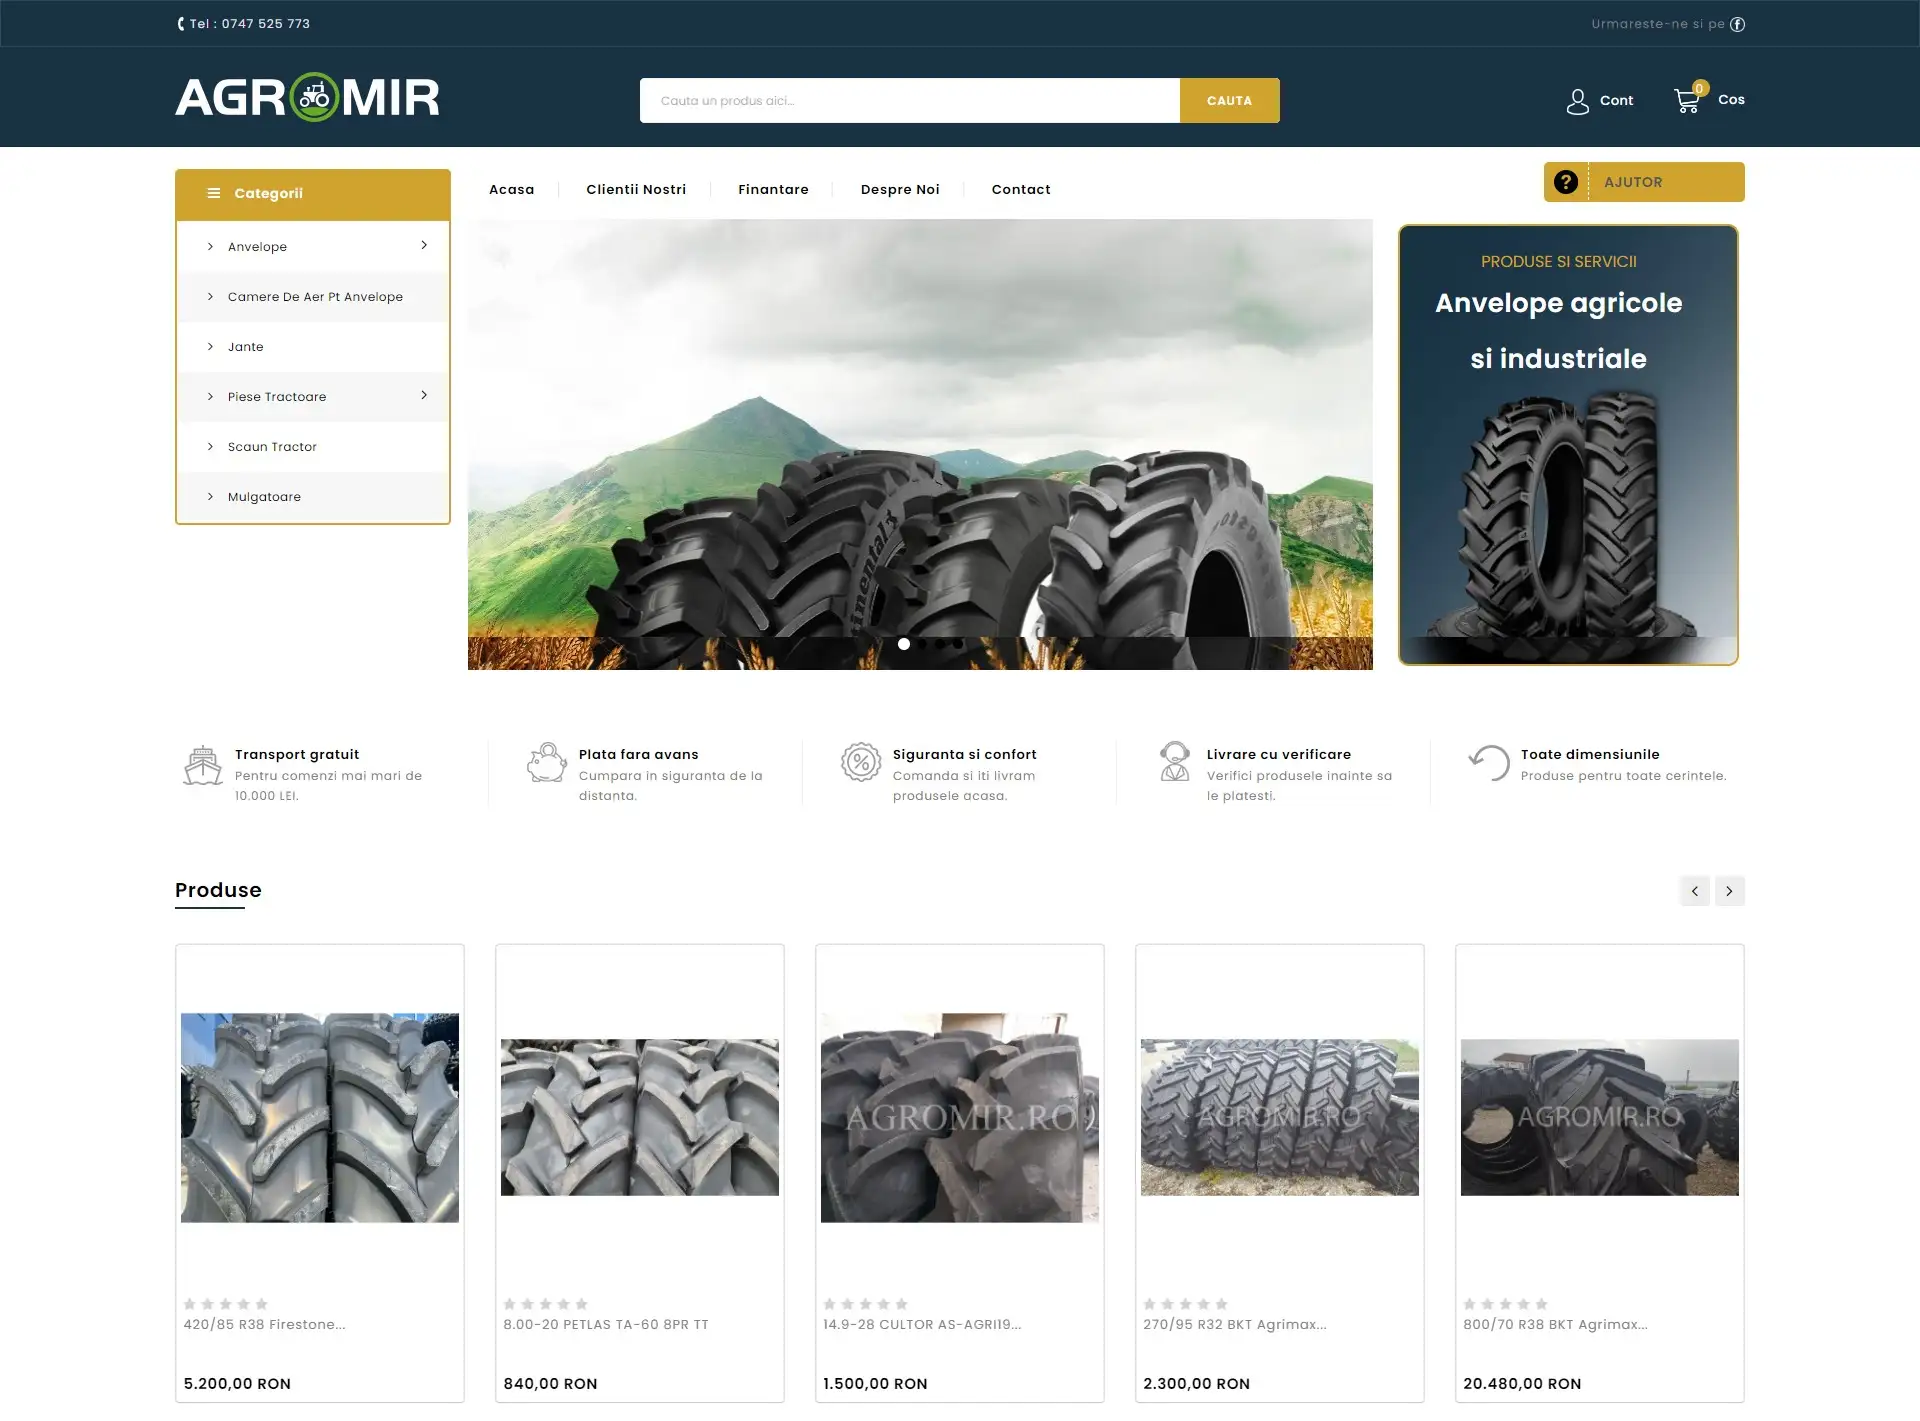 Tel : 0747 525 773
Urmareste-ne si pe
AGROMIR
Cauta un produs aici...
CAUTA
Cont
0
Cos
Categorii
Acasa
Clientii Nostri
Finantare
Despre Noi
Contact
? AJUTOR
Anvelope
Camere De Aer Pt Anvelope
Jante
Piese Tractoare
Scaun Tractor
Mulgatoare
PRODUSE SI SERVICII
Anvelope agricole
si industriale
Transport gratuit
Pentru comenzi mai mari de
10.000 LEI.
Plata fara avans
Cumpara in siguranta de la
distanta.
Siguranta si confort
Comanda si iti livram
produsele acasa.
Livrare cu verificare
Verifici produsele inainte sa
le platesti.
Toate dimensiunile
Produse pentru toate cerintele.
Produse
AGROMIR.RO
AGROMIR.RO
AGROMIR.RO
420/85 R38 Firestone...
5.200,00 RON
8.00-20 PETLAS TA-60 8PR TT
840,00 RON
14.9-28 CULTOR AS-AGRI19...
1.500,00 RON
270/95 R32 BKT Agrimax...
2.300,00 RON
800/70 R38 BKT Agrimax...
20.480,00 RON